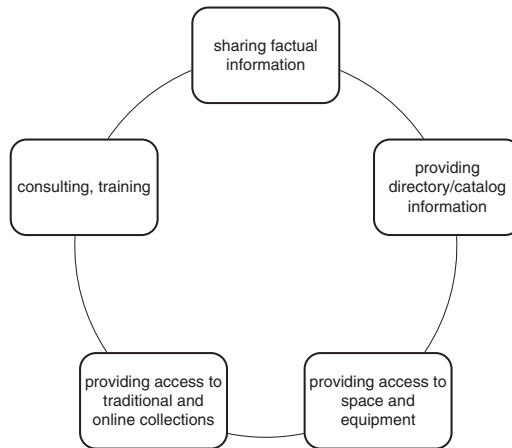 sharing factual
information
providing
directory/catalog
information
consulting, training
providing access to
space and
equipment
providing access to
traditional and
online collections